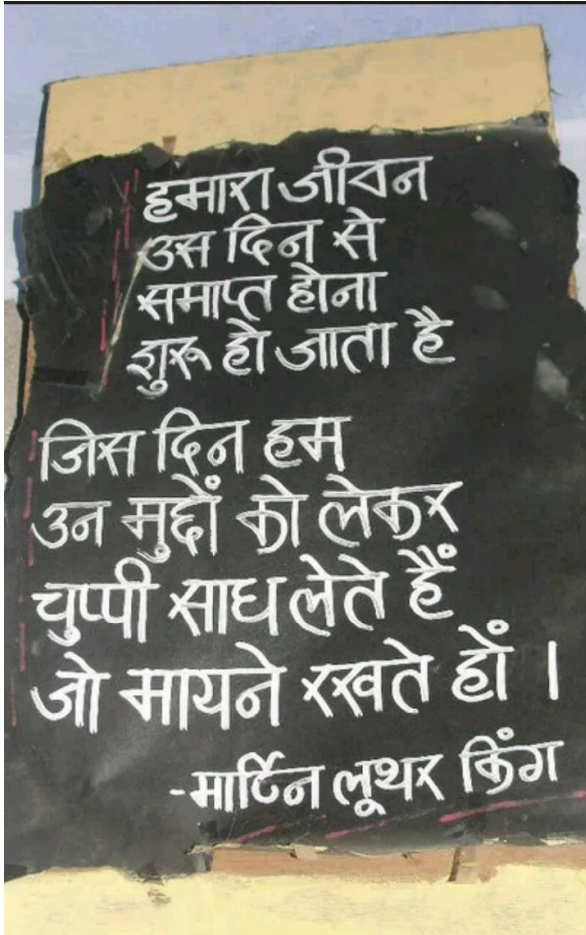 हमारा जीवन
उस दिन से
समाप्त होना
शुरू हो जाता है
जिस दिन हम
उन मुद्दों को लेकर
चुप्पी साध लेते हैं
जो मायने रखते हों ।
-मार्टिन लूथर किंग